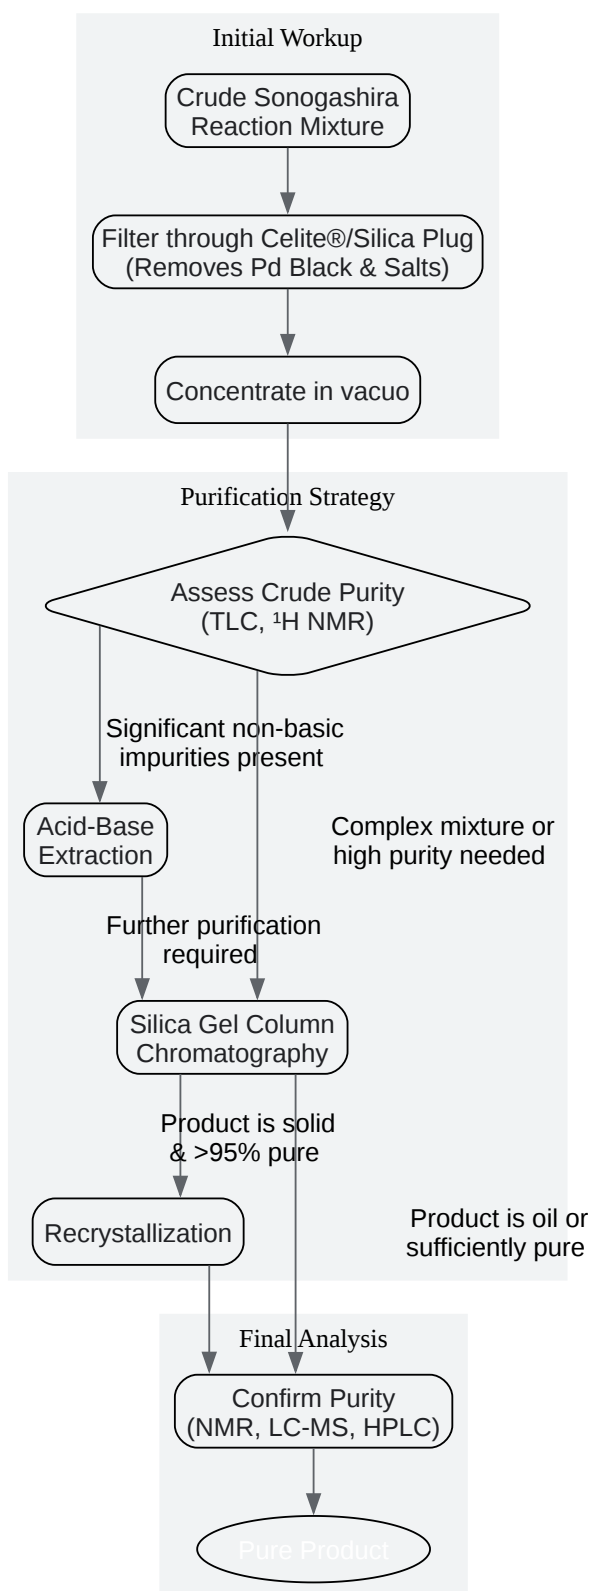 Initial Workup
Crude Sonogashira
Reaction Mixture
Filter through Celite®/Silica Plug
(Removes Pd Black & Salts)
Concentrate in vacuo
Purification Strategy
Assess Crude Purity
(TLC, ¹H NMR)
Significant non-basic
impurities present
Acid-Base
Extraction
Complex mixture or
high purity needed
Further purification
required
Silica Gel Column
Chromatography
Product is solid
& >95% pure
Recrystallization
Product is oil or
sufficiently pure
Final Analysis
Confirm Purity
(NMR, LC-MS, HPLC)
Pure Product